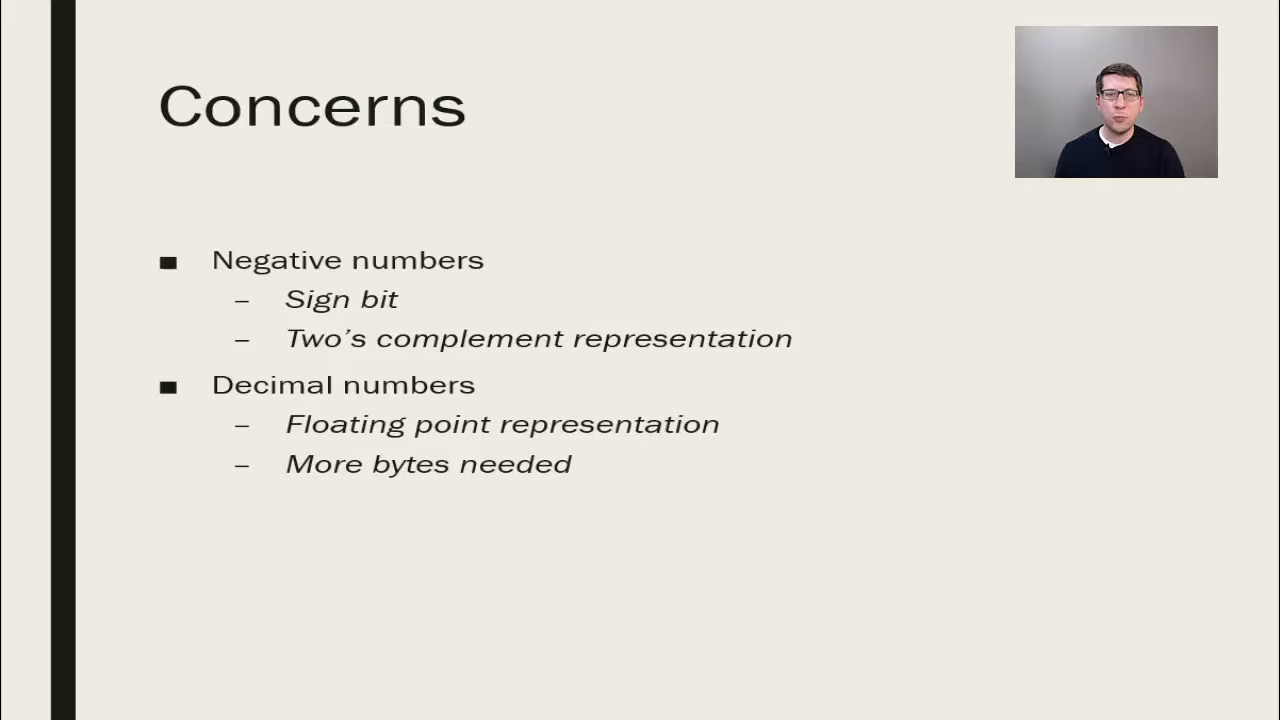 Concerns
■ Negative numbers
– Sign bit
– Two’s complement representation
■ Decimal numbers
– Floating point representation
– More bytes needed